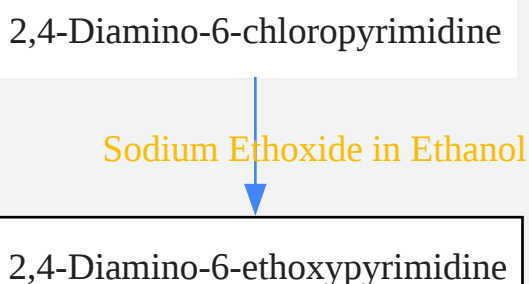 2,4-Diamino-6-chloropyrimidine
Sodium Ethoxide in Ethanol
2,4-Diamino-6-ethoxypyrimidine